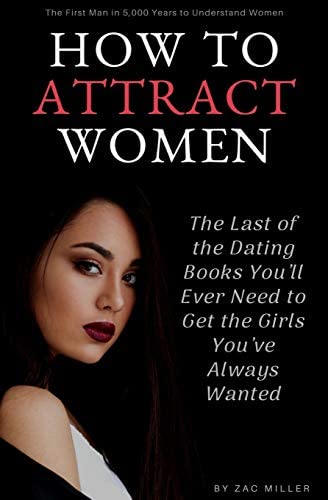 The First Man in 5,000 Years to Understand Women
HOW TO
ATTRACT
WOMEN
The Last of
the Dating
Books You'll
Ever Need to
Get the Girls
You've
Always
Wanted
BY ZAC MILLER